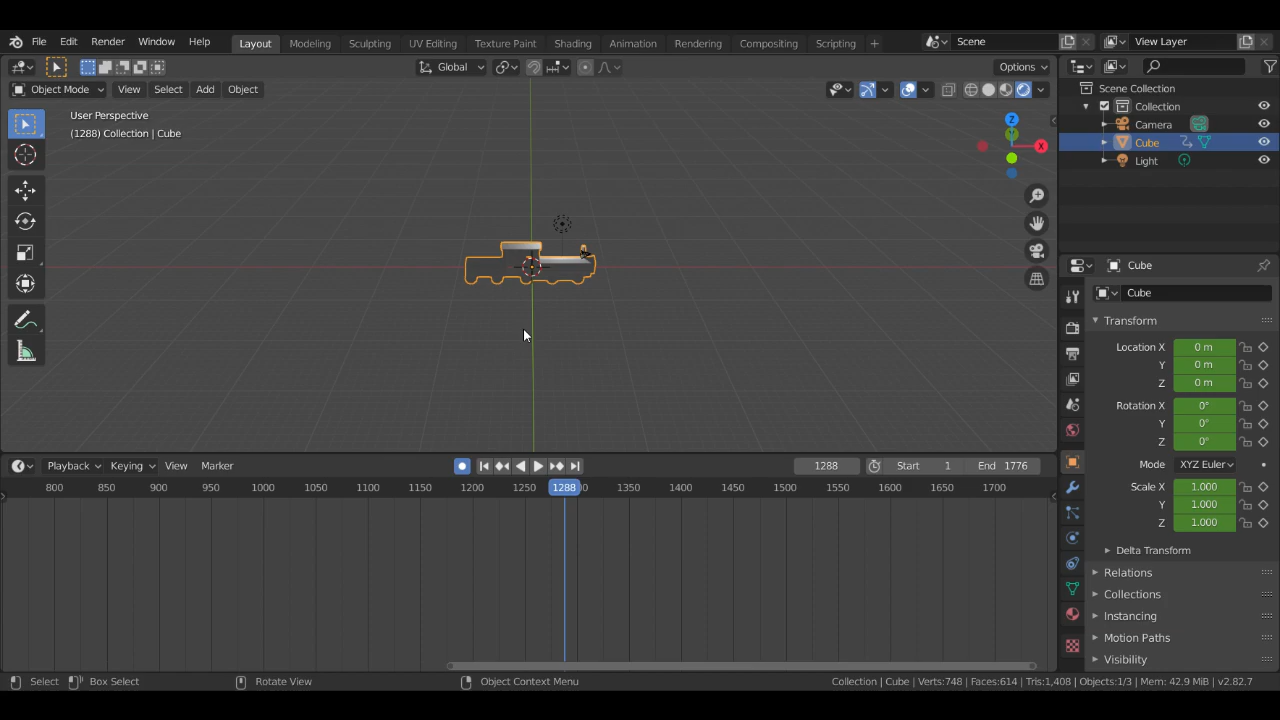 File Edit Render Window Help Layout Modeling Sculpting UV Editing Texture Paint Shading Animation Rendering Compositing Scripting + Scene View Layer
Global Options
Object Mode View Select Add Object
User Perspective
(1288) Collection | Cube
Z
X
Scene Collection
Collection
Camera
Cube
Light
Cube
Cube
Transform
Location X 0 m
Y 0 m
Z 0 m
Rotation X 0°
Y 0°
Z 0°
Mode XYZ Euler
Scale X 1.000
Y 1.000
Z 1.000
Delta Transform
Relations
Collections
Instancing
Motion Paths
Visibility
Playback Keying View Marker 1288 Start 1 End 1776
800 850 900 950 1000 1050 1100 1150 1200 1250 1288 1350 1400 1450 1500 1550 1600 1650 1700
Select Box Select Rotate View Object Context Menu Collection | Cube | Verts:748 | Faces:614 | Tris:1,408 | Objects:1/3 | Mem: 42.9 MiB | v2.82.7